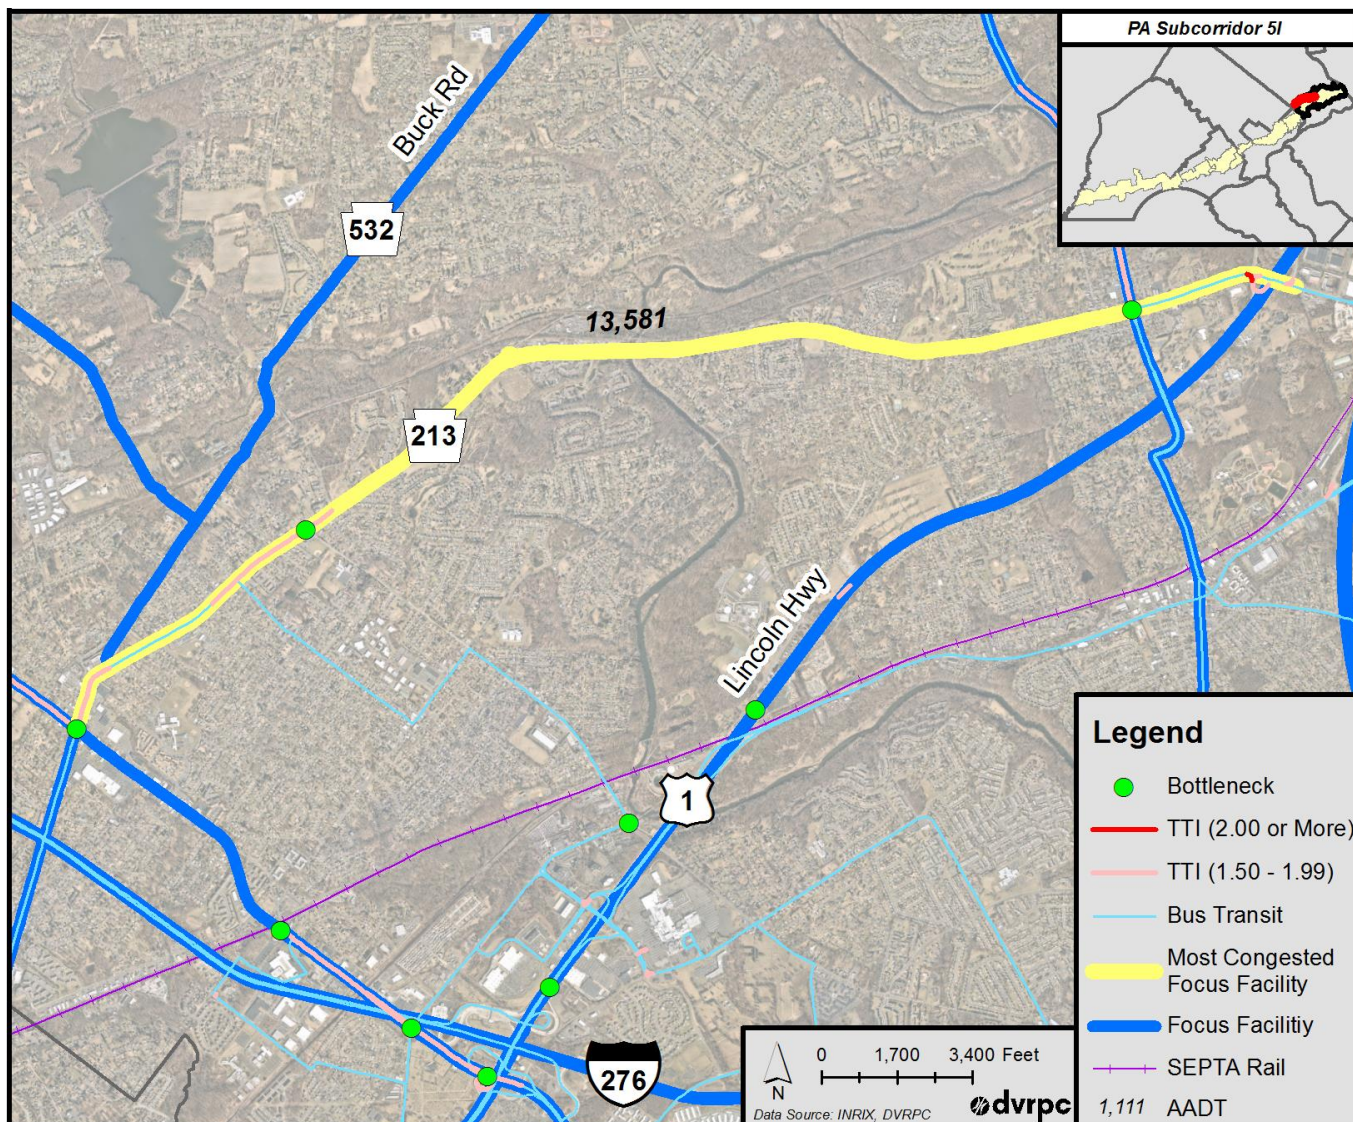 PA Subcorridor 5I
Buck Rd
532
13,581
213
Lincoln Hwy
1
276
Legend
Bottleneck
TTI (2.00 or More)
TTI (1.50 - 1.99)
Bus Transit
Most Congested
Focus Facility
Focus Facilitiy
SEPTA Rail
1,111 AADT
N
0 1,700 3,400 Feet
Data Source: INRIX, DVRPC
dvrpc